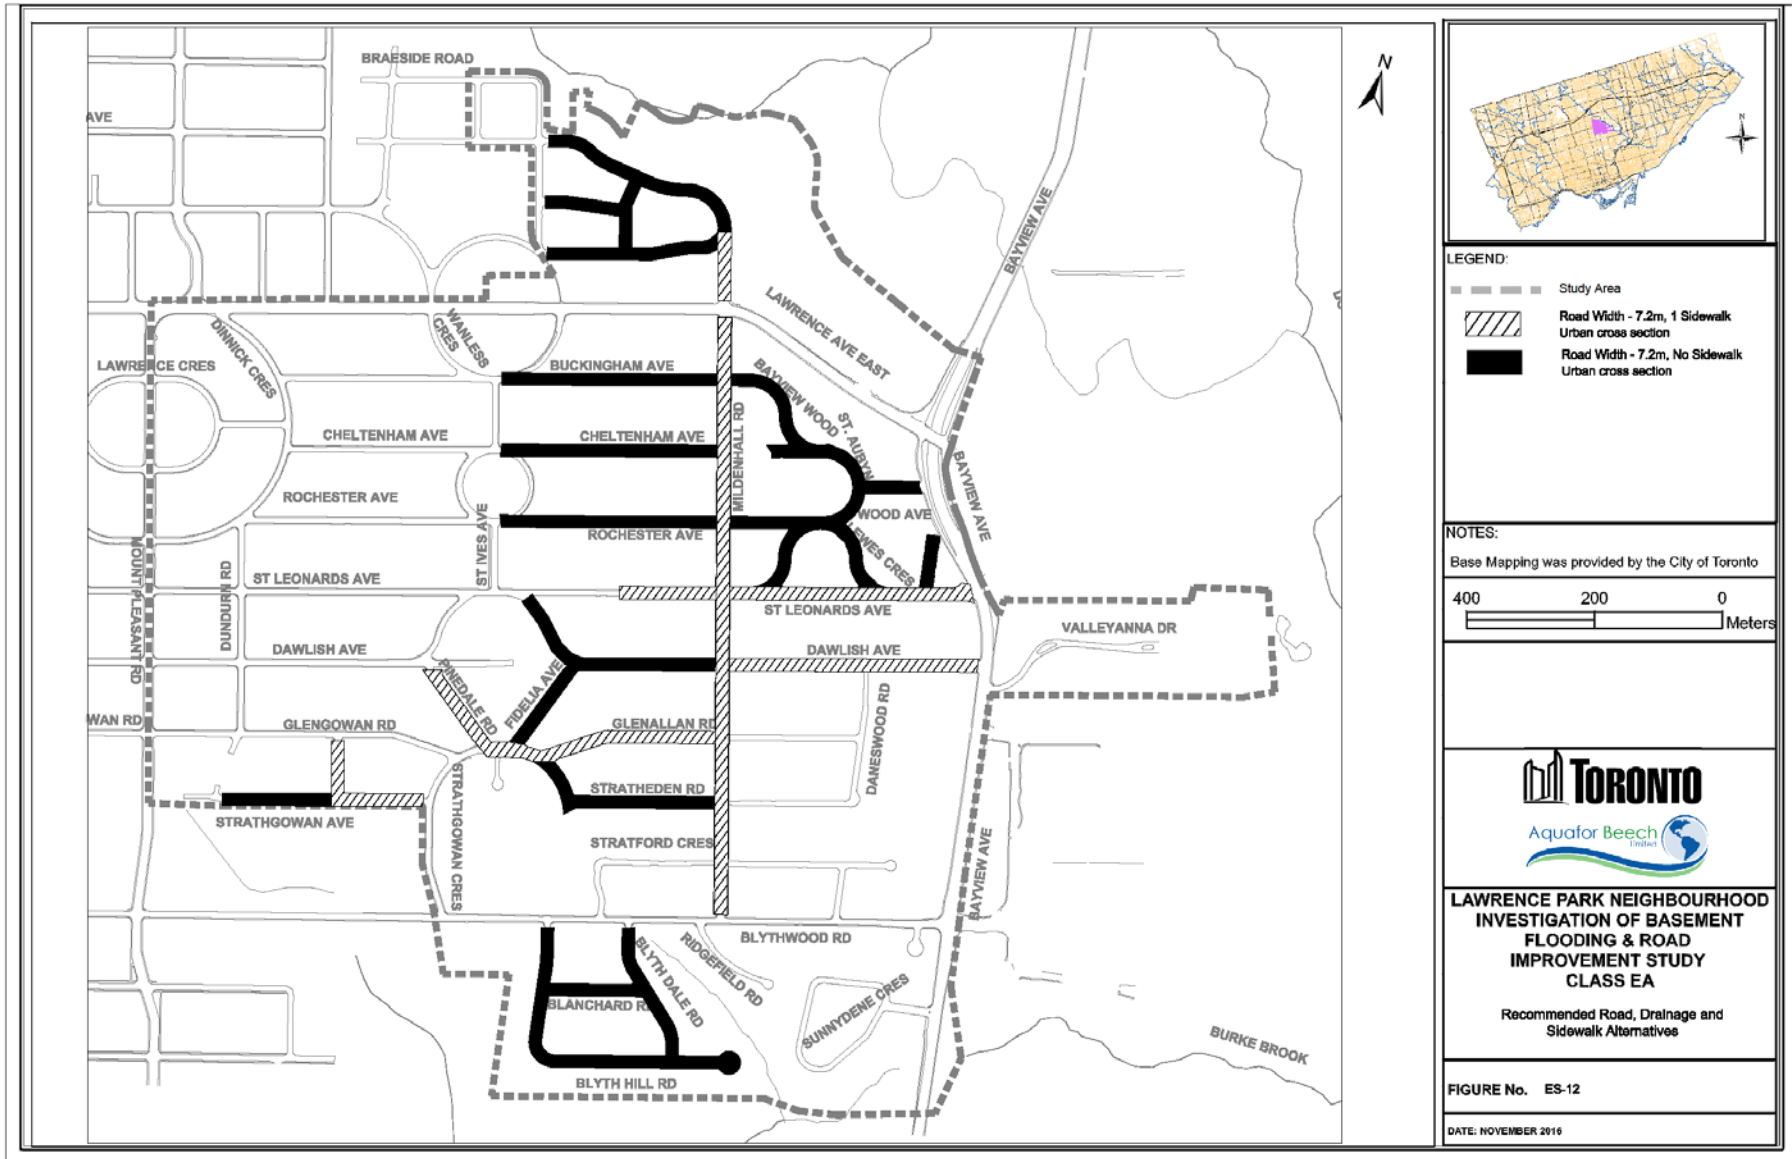 BRAESIDE ROAD
AVE
N
BAYVIEW AVE
LAWRENCE AVE EAST
DINNICK CRES
WANLESS
CRES
LAWRENCE CRES
BUCKINGHAM AVE
BAYVIEW WOOD
ST. AUBYN
CHELTENHAM AVE
CHELTENHAM AVE
MILDENHALL RD
BAYVIEW AVE
ROCHESTER AVE
WOOD AVE
ROCHESTER AVE
LEWES CRES
ST IVES AVE
MOUNT PLEASANT RD
DUNDURN RD
ST LEONARDS AVE
ST LEONARDS AVE
VALLEYANNA DR
DAWLISH AVE
DAWLISH AVE
PINEDALE RD
FIDELIA AVE
DANESWOOD RD
WAN RD
GLENGOWAN RD
GLENALLAN RD
STRATHEDEN RD
STRATHGOWAN AVE
STRATHGOWAN CRES
STRATFORD CRES
BAYVIEW AVE
BLYTHWOOD RD
BLYTH DALE RD
RIDGEFIELD RD
BLANCHARD RD
SUNNYDENE CRES
BURKE BROOK
BLYTH HILL RD
N
LEGEND:
Study Area
Road Width - 7.2m, 1 Sidewalk
Urban cross section
Road Width - 7.2m, No Sidewalk
Urban cross section
NOTES:
Base Mapping was provided by the City of Toronto
400 200 0
Meters
TORONTO
Aquafor Beech
Limited
LAWRENCE PARK NEIGHBOURHOOD
INVESTIGATION OF BASEMENT
FLOODING & ROAD
IMPROVEMENT STUDY
CLASS EA
Recommended Road, Drainage and
Sidewalk Alternatives
FIGURE No. ES-12
DATE: NOVEMBER 2016